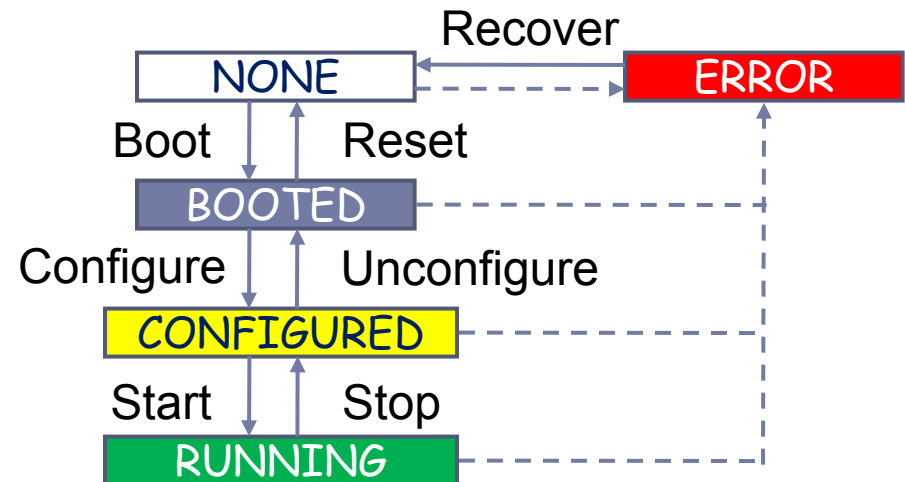 Recover
NONE
ERROR
Boot
Reset
BOOTED
Configure
Unconfigure
CONFIGURED
Start
Stop
RUNNING